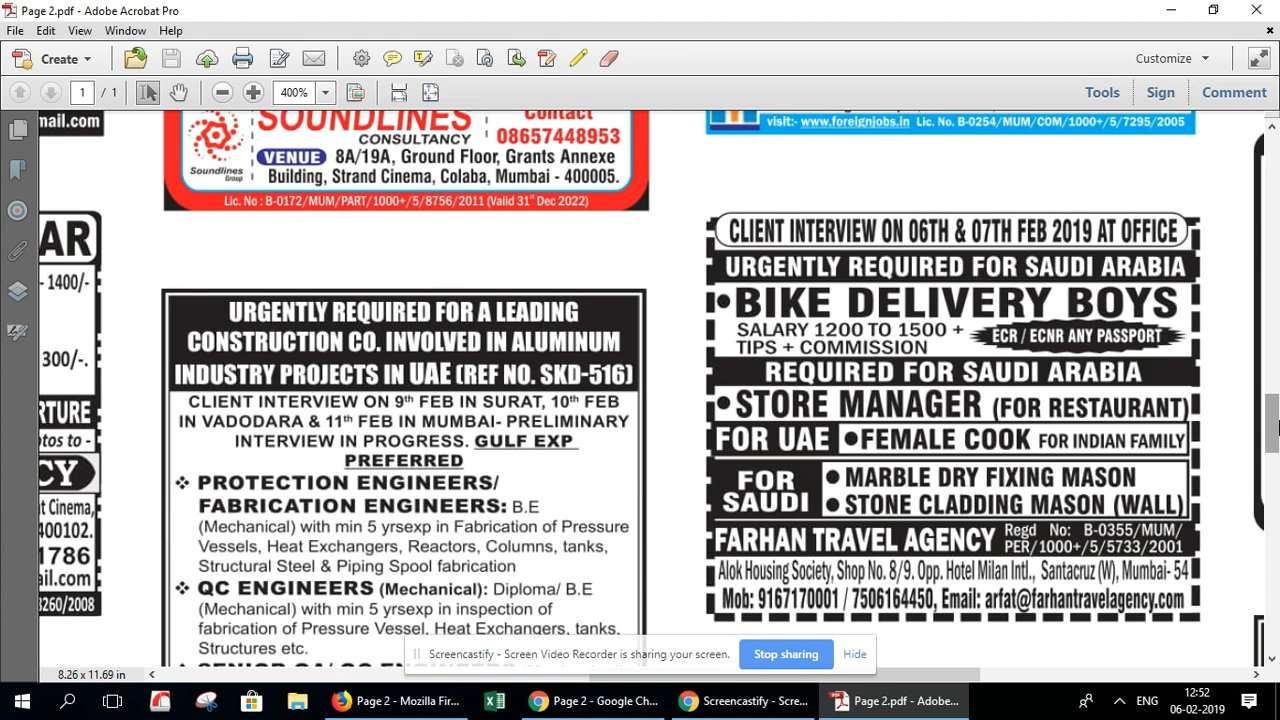 Page 2.pdf - Adobe Acrobat Pro
File Edit View Window Help
Create Customize
1 / 1 400% Tools Sign Comment
mail.com
SOUNDLINES
CONSULTANCY
Contact
08657448953
VENUE 8A/19A, Ground Floor, Grants Annexe
Building, Strand Cinema, Colaba, Mumbai - 400005.
Soundlines
Group
Lic. No : B-0172/MUM/PART/1000+/5/8756/2011 (Valid 31st Dec 2022)
visit:- www.foreignjobs.in Lic. No. B-0254/MUM/COM/1000+/5/7295/2005
AR
- 1400/-
300/-.
RTURE
otos to -
CY
at Cinema,
400102.
1786
ail.com
3260/2008
URGENTLY REQUIRED FOR A LEADING
CONSTRUCTION CO. INVOLVED IN ALUMINUM
INDUSTRY PROJECTS IN UAE (REF NO. SKD-516)
CLIENT INTERVIEW ON 9th FEB IN SURAT, 10th FEB
IN VADODARA & 11th FEB IN MUMBAI- PRELIMINARY
INTERVIEW IN PROGRESS. GULF EXP
PREFERRED
❖ PROTECTION ENGINEERS/
FABRICATION ENGINEERS: B.E
(Mechanical) with min 5 yrsexp in Fabrication of Pressure
Vessels, Heat Exchangers, Reactors, Columns, tanks,
Structural Steel & Piping Spool fabrication
❖ QC ENGINEERS (Mechanical): Diploma/ B.E
(Mechanical) with min 5 yrsexp in inspection of
fabrication of Pressure Vessel, Heat Exchangers, tanks,
Structures etc.
CLIENT INTERVIEW ON 06TH & 07TH FEB 2019 AT OFFICE
URGENTLY REQUIRED FOR SAUDI ARABIA
•BIKE DELIVERY BOYS
SALARY 1200 TO 1500 +
TIPS + COMMISSION
ECR / ECNR ANY PASSPORT
REQUIRED FOR SAUDI ARABIA
•STORE MANAGER (FOR RESTAURANT)
FOR UAE •FEMALE COOK FOR INDIAN FAMILY
FOR
SAUDI
• MARBLE DRY FIXING MASON
• STONE CLADDING MASON (WALL)
FARHAN TRAVEL AGENCY Regd No: B-0355/MUM/
PER/1000+/5/5733/2001
Alok Housing Society, Shop No. 8/9. Opp. Hotel Milan Intl., Santacruz (W), Mumbai- 54
Mob: 9167170001 / 7506164450, Email: arfat@farhantravelagency.com
Screencastify - Screen Video Recorder is sharing your screen. Stop sharing Hide
8.26 x 11.69 in
Page 2 - Mozilla Fir... Page 2 - Google Ch... Screencastify - Scre... Page 2.pdf - Adobe...
ENG
12:52
06-02-2019